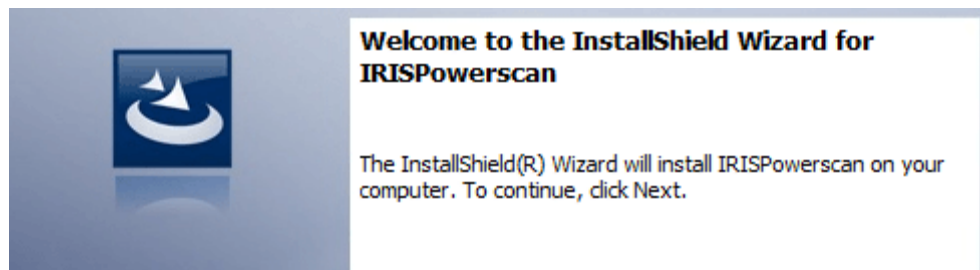 Welcome to the InstallShield Wizard for
IRISPowerscan
The InstallShield(R) Wizard will install IRISPowerscan on your
computer. To continue, click Next.